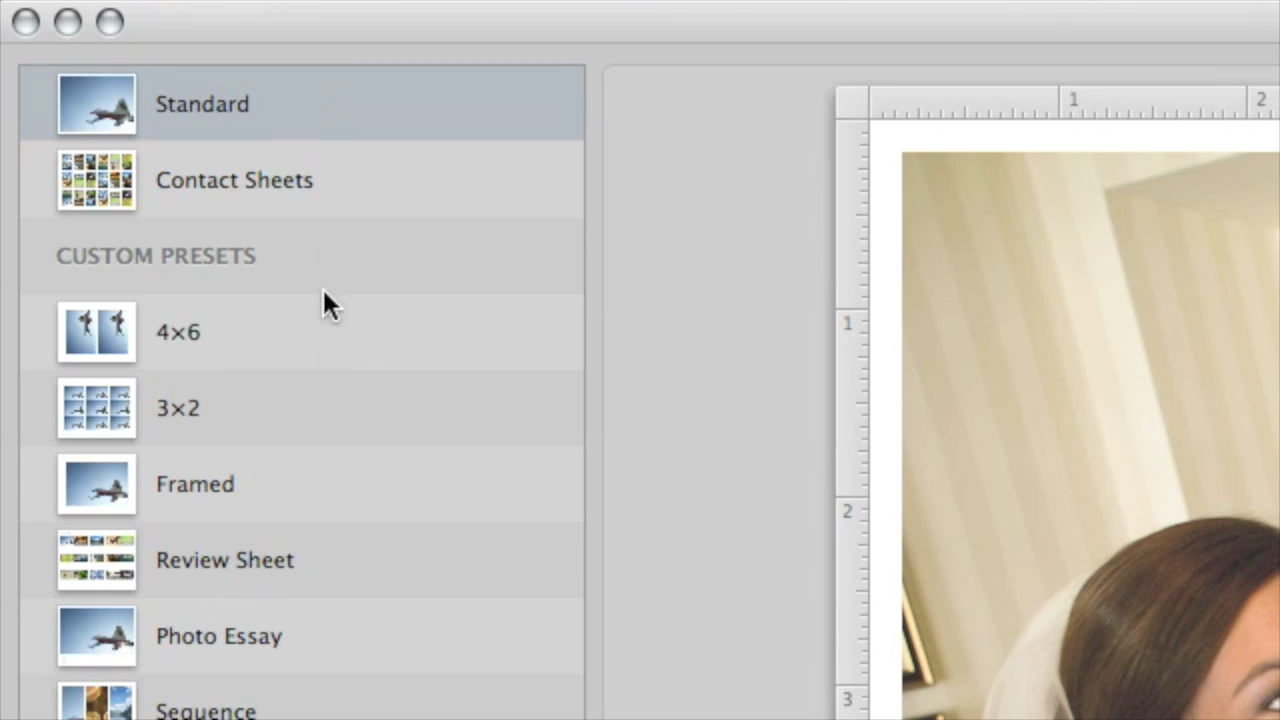 Standard
Contact Sheets
CUSTOM PRESETS
4×6
3×2
Framed
Review Sheet
Photo Essay
Sequence
1
2
1
2
3